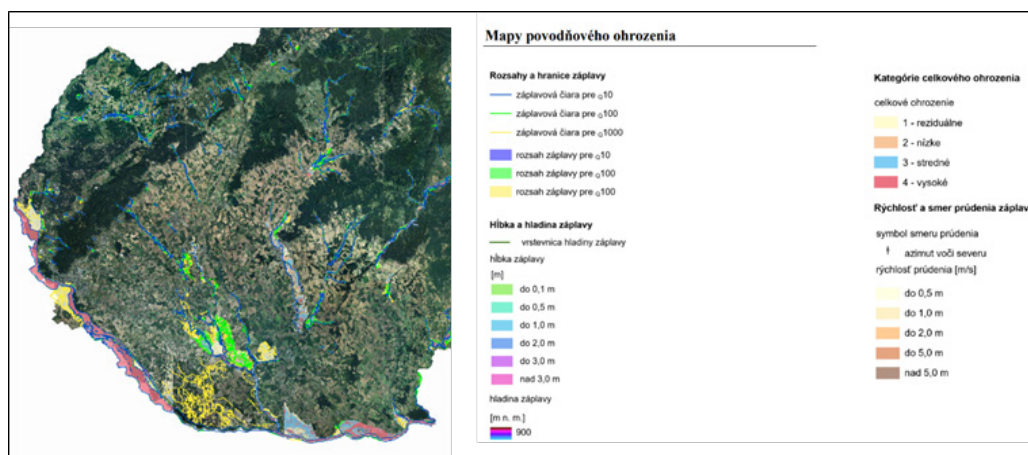 Mapy povodňového ohrozenia
Rozsahy a hranice záplavy
záplavová čiara pre Q10
záplavová čiara pre Q100
záplavová čiara pre Q1000
rozsah záplavy pre Q10
rozsah záplavy pre Q100
rozsah záplavy pre Q100
Hĺbka a hladina záplavy
vrstevnica hladiny záplavy
hĺbka záplavy
[m]
do 0,1 m
do 0,5 m
do 1,0 m
do 2,0 m
do 3,0 m
nad 3,0 m
hladina záplavy
[m n. m.]
900
Kategórie celkového ohrozenia
celkové ohrozenie
1 - reziduálne
2 - nízke
3 - stredné
4 - vysoké
Rýchlosť a smer prúdenia záplav
symbol smeru prúdenia
azimut voči severu
rýchlosť prúdenia [m/s]
do 0,5 m
do 1,0 m
do 2,0 m
do 5,0 m
nad 5,0 m